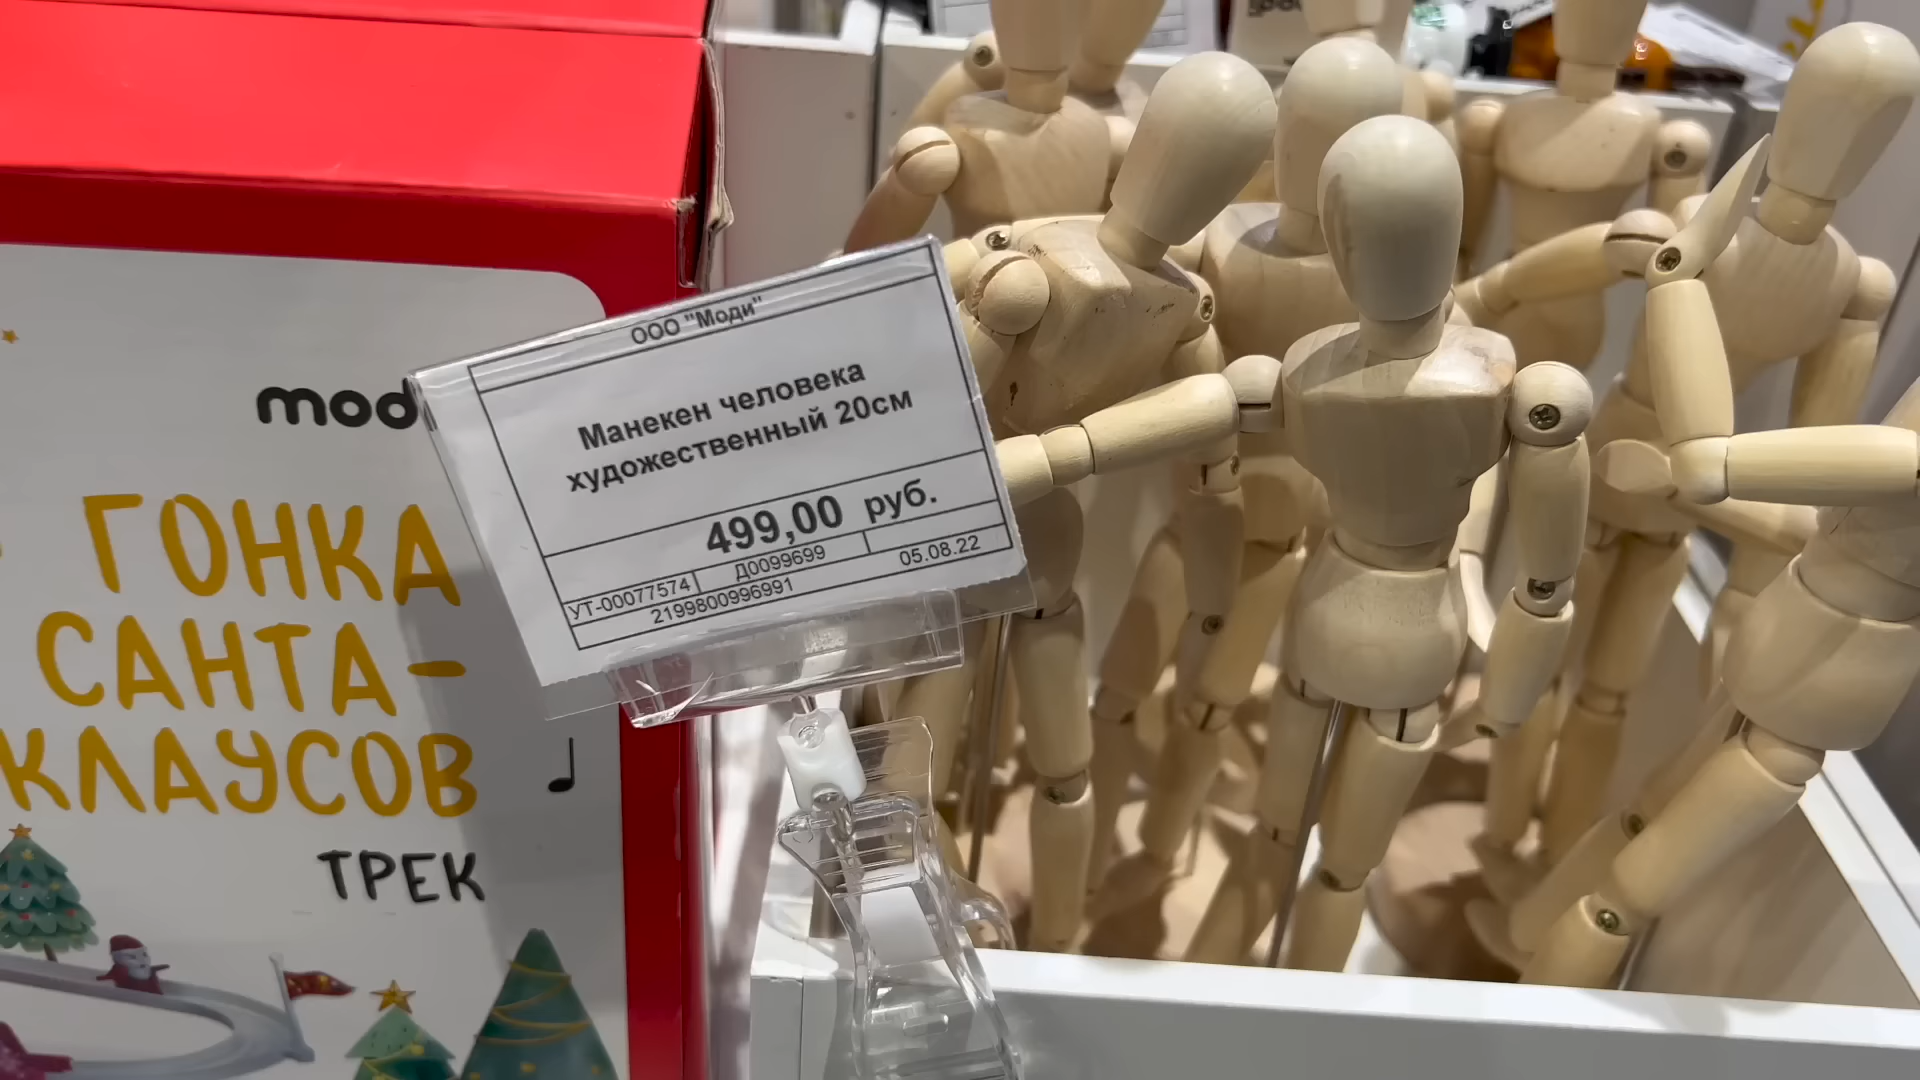 mod
ГОНКА
САНТА-
КЛАУСОВ
ТРЕК
ООО "Моди"
Манекен человека
художественный 20см
499,00 руб.
УТ-00077574 Д0099699 05.08.22
2199800996991